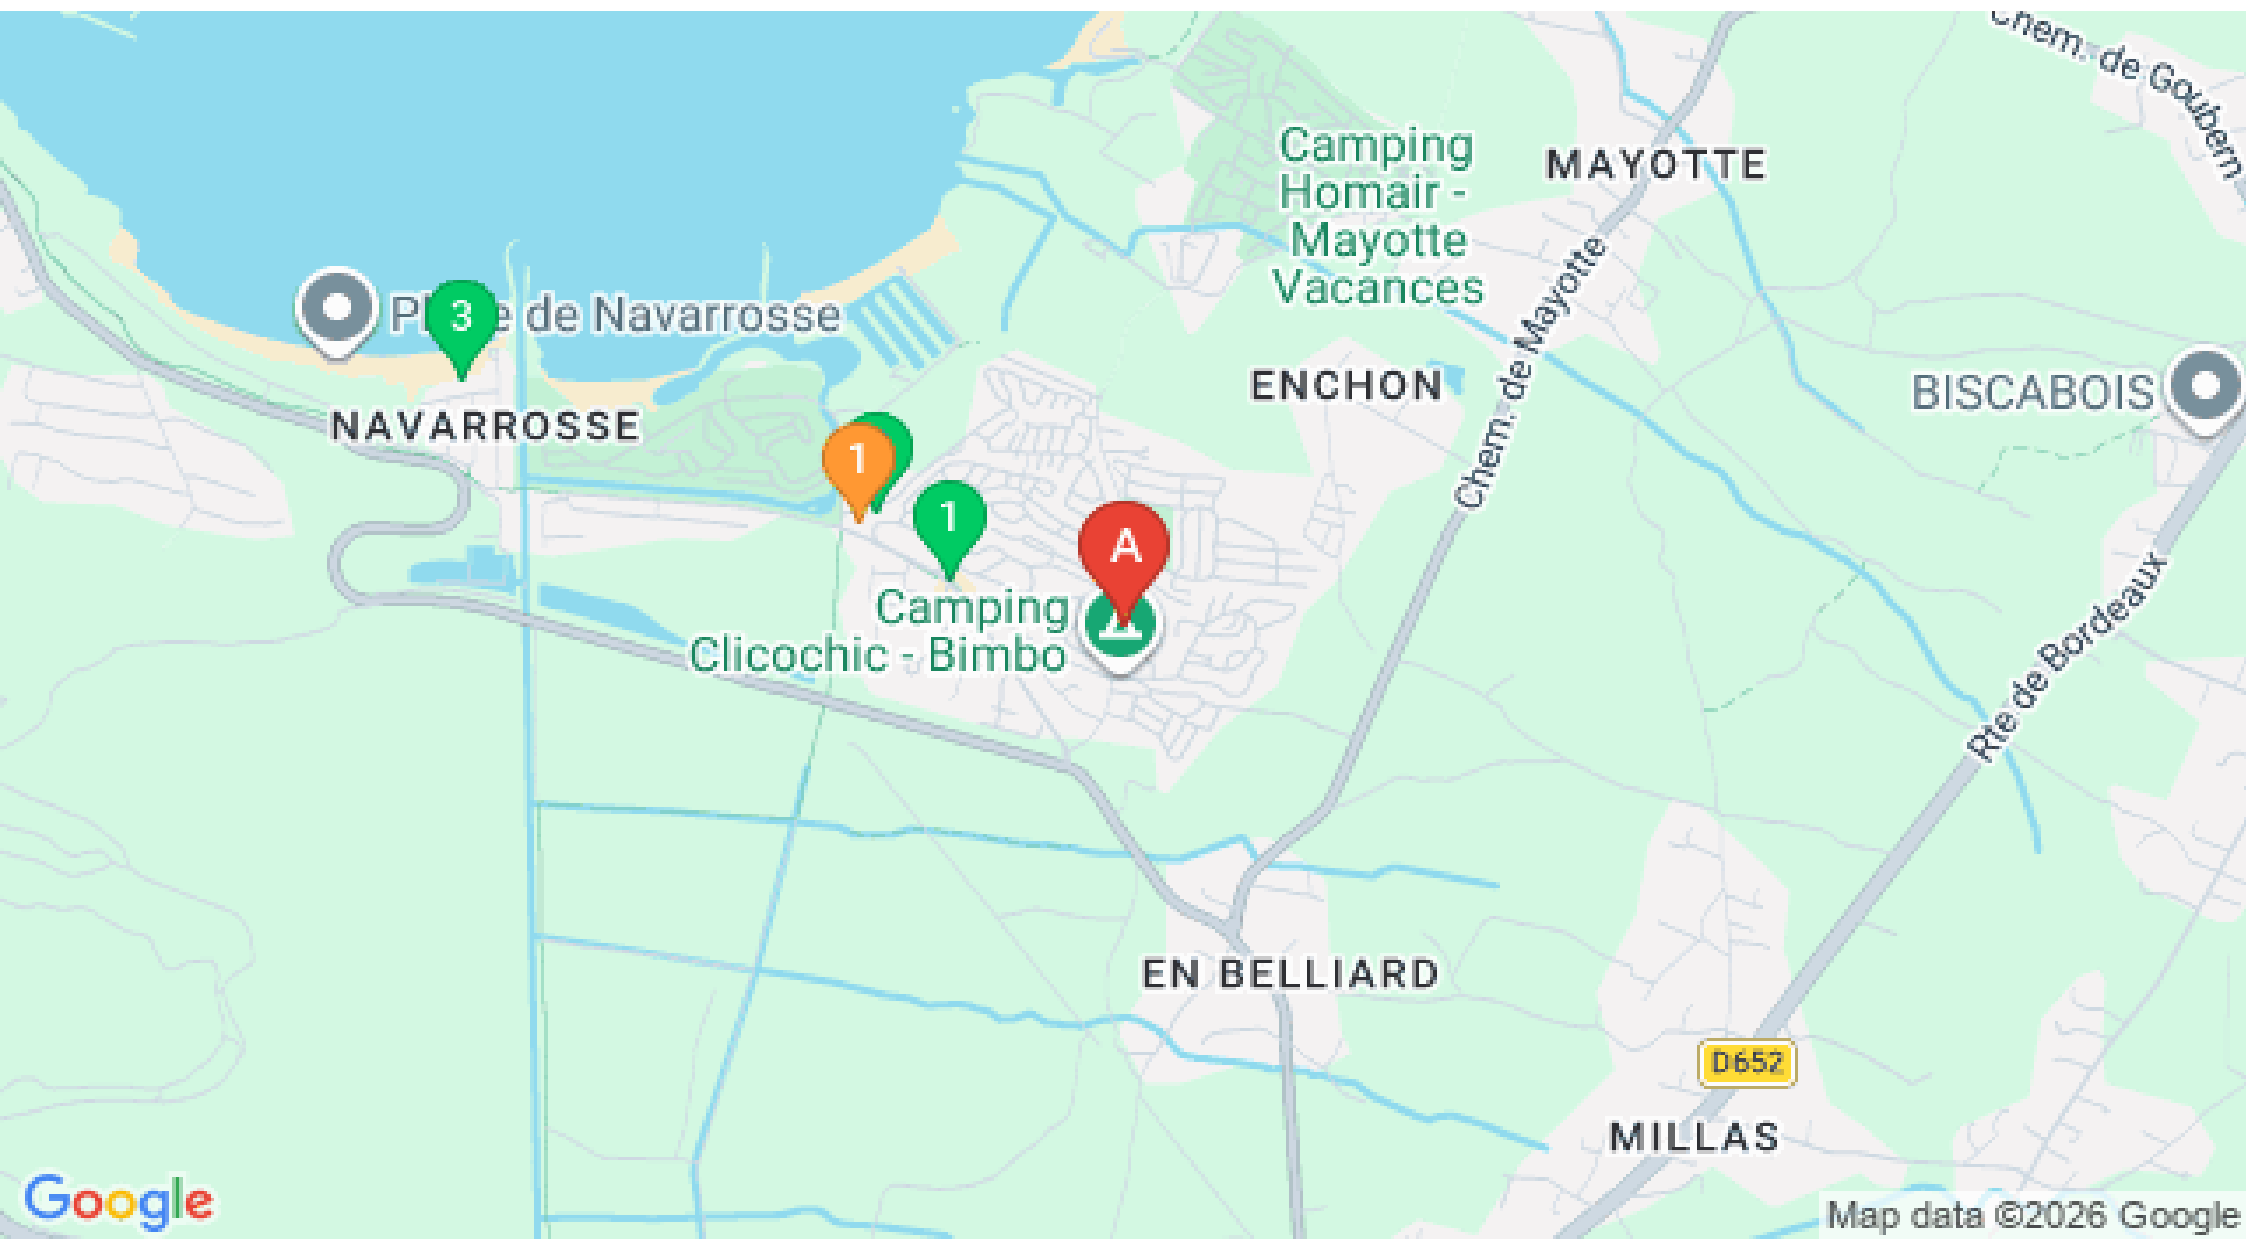 Chem. de Goubern
Camping
Homair -
Mayotte
Vacances
MAYOTTE
3
de Navarrosse
Chem. de Mayotte
ENCHON
BISCABOIS
NAVARROSSE
1
1
A
Camping
Clicochic - Bimbo
Rte de Bordeaux
EN BELLIARD
D652
MILLAS
Google
Map data ©2026 Google